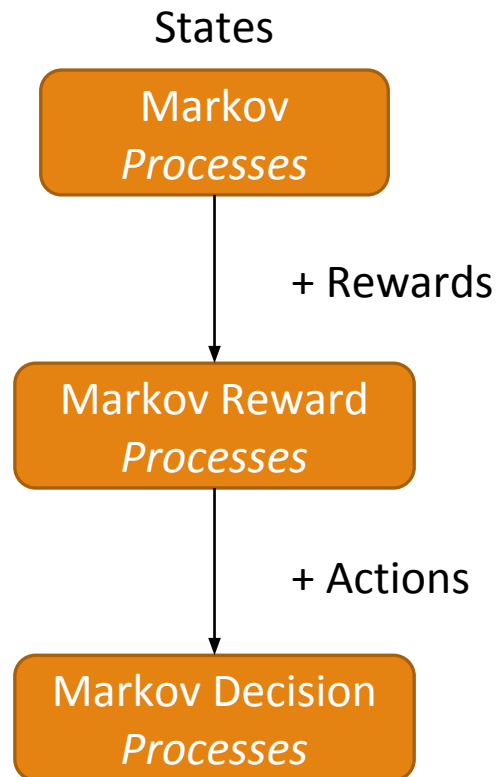 States
Markov
Processes
+ Rewards
Markov Reward
Processes
+ Actions
Markov Decision
Processes